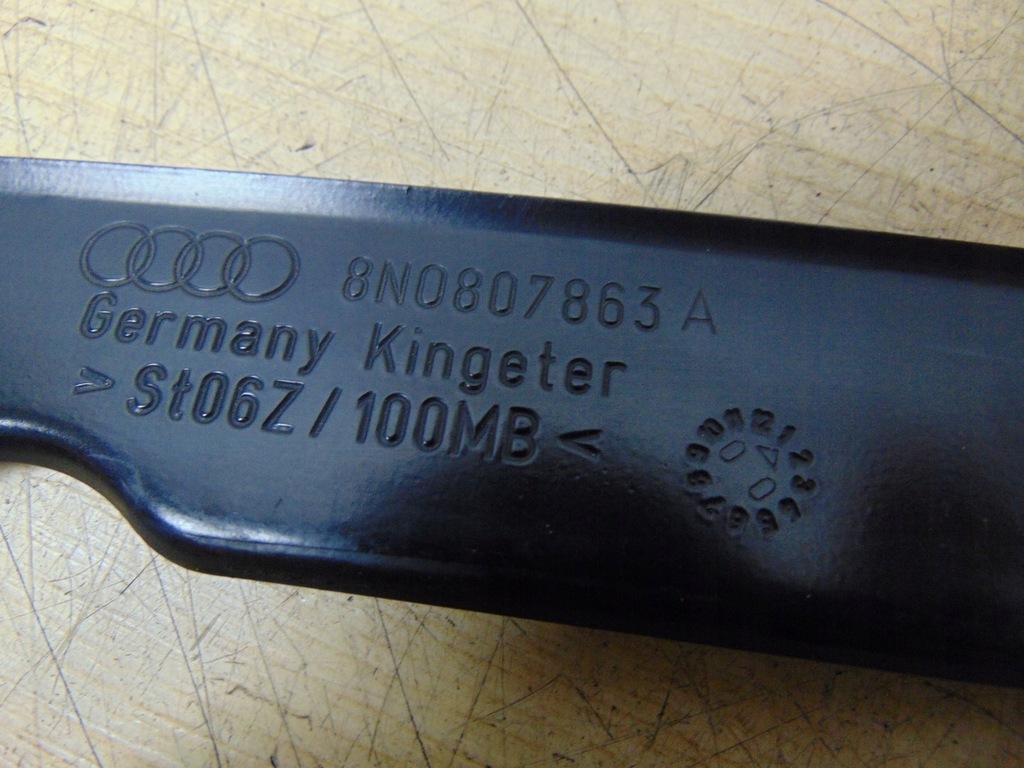 8N0807863 A
Germany Kingeter
> St06Z / 100MB <